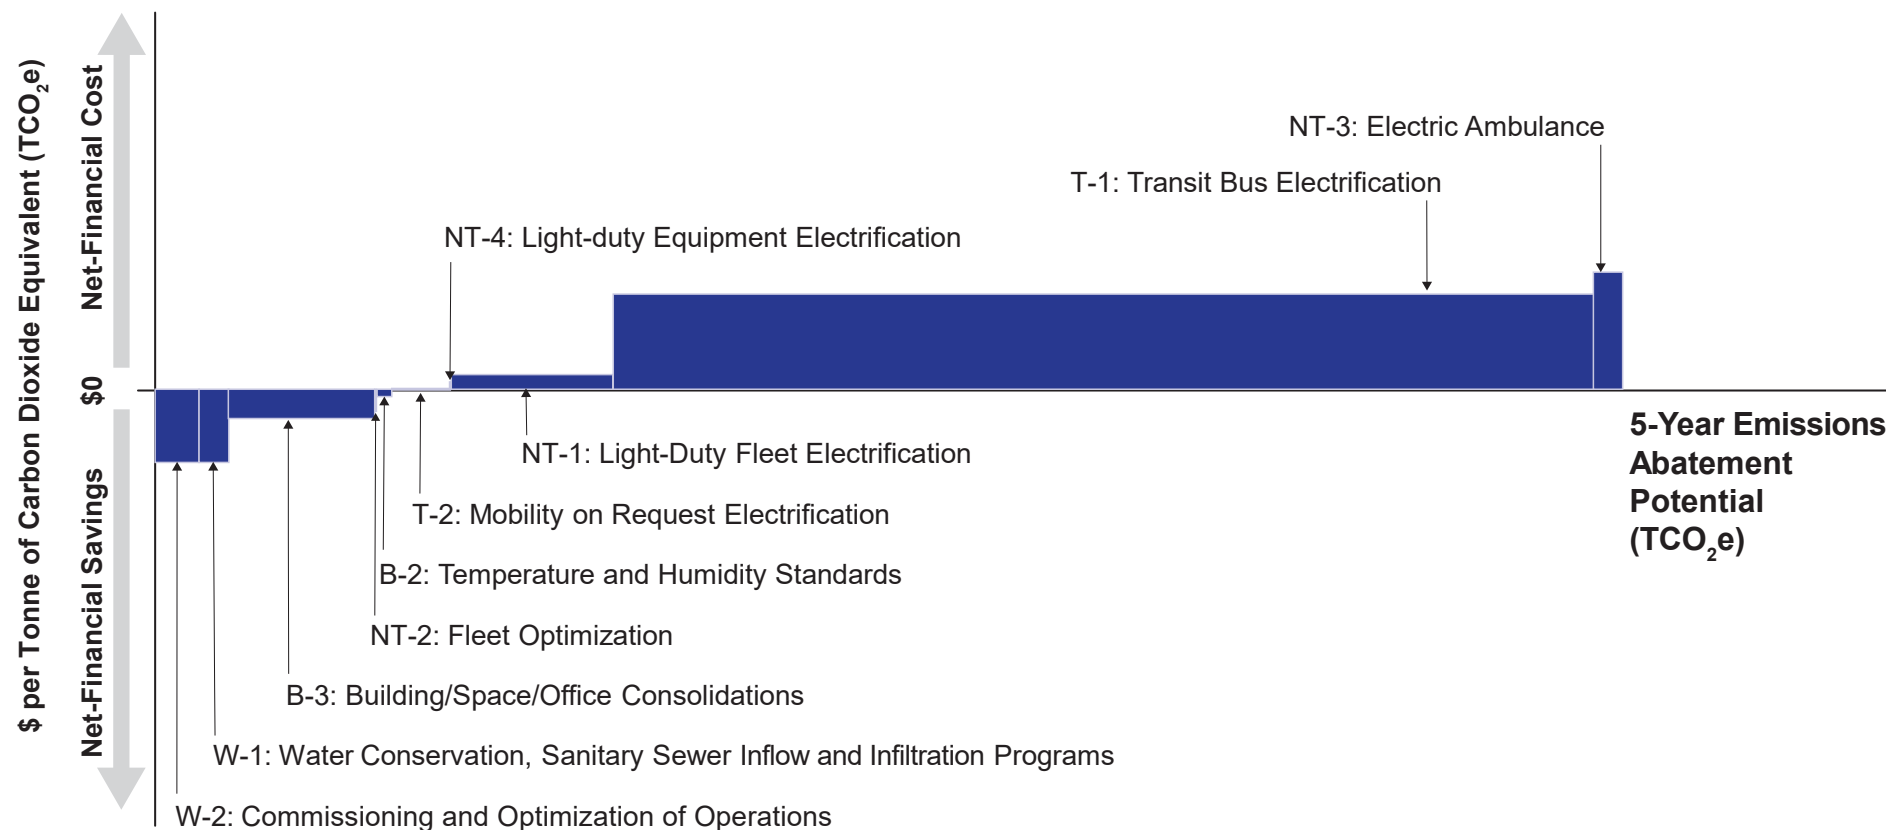 $ per Tonne of Carbon Dioxide Equivalent (TCO₂e)
Net-Financial Cost
$0
Net-Financial Savings
NT-3: Electric Ambulance
T-1: Transit Bus Electrification
NT-4: Light-duty Equipment Electrification
5-Year Emissions
Abatement
Potential
(TCO₂e)
NT-1: Light-Duty Fleet Electrification
T-2: Mobility on Request Electrification
B-2: Temperature and Humidity Standards
NT-2: Fleet Optimization
B-3: Building/Space/Office Consolidations
W-1: Water Conservation, Sanitary Sewer Inflow and Infiltration Programs
W-2: Commissioning and Optimization of Operations